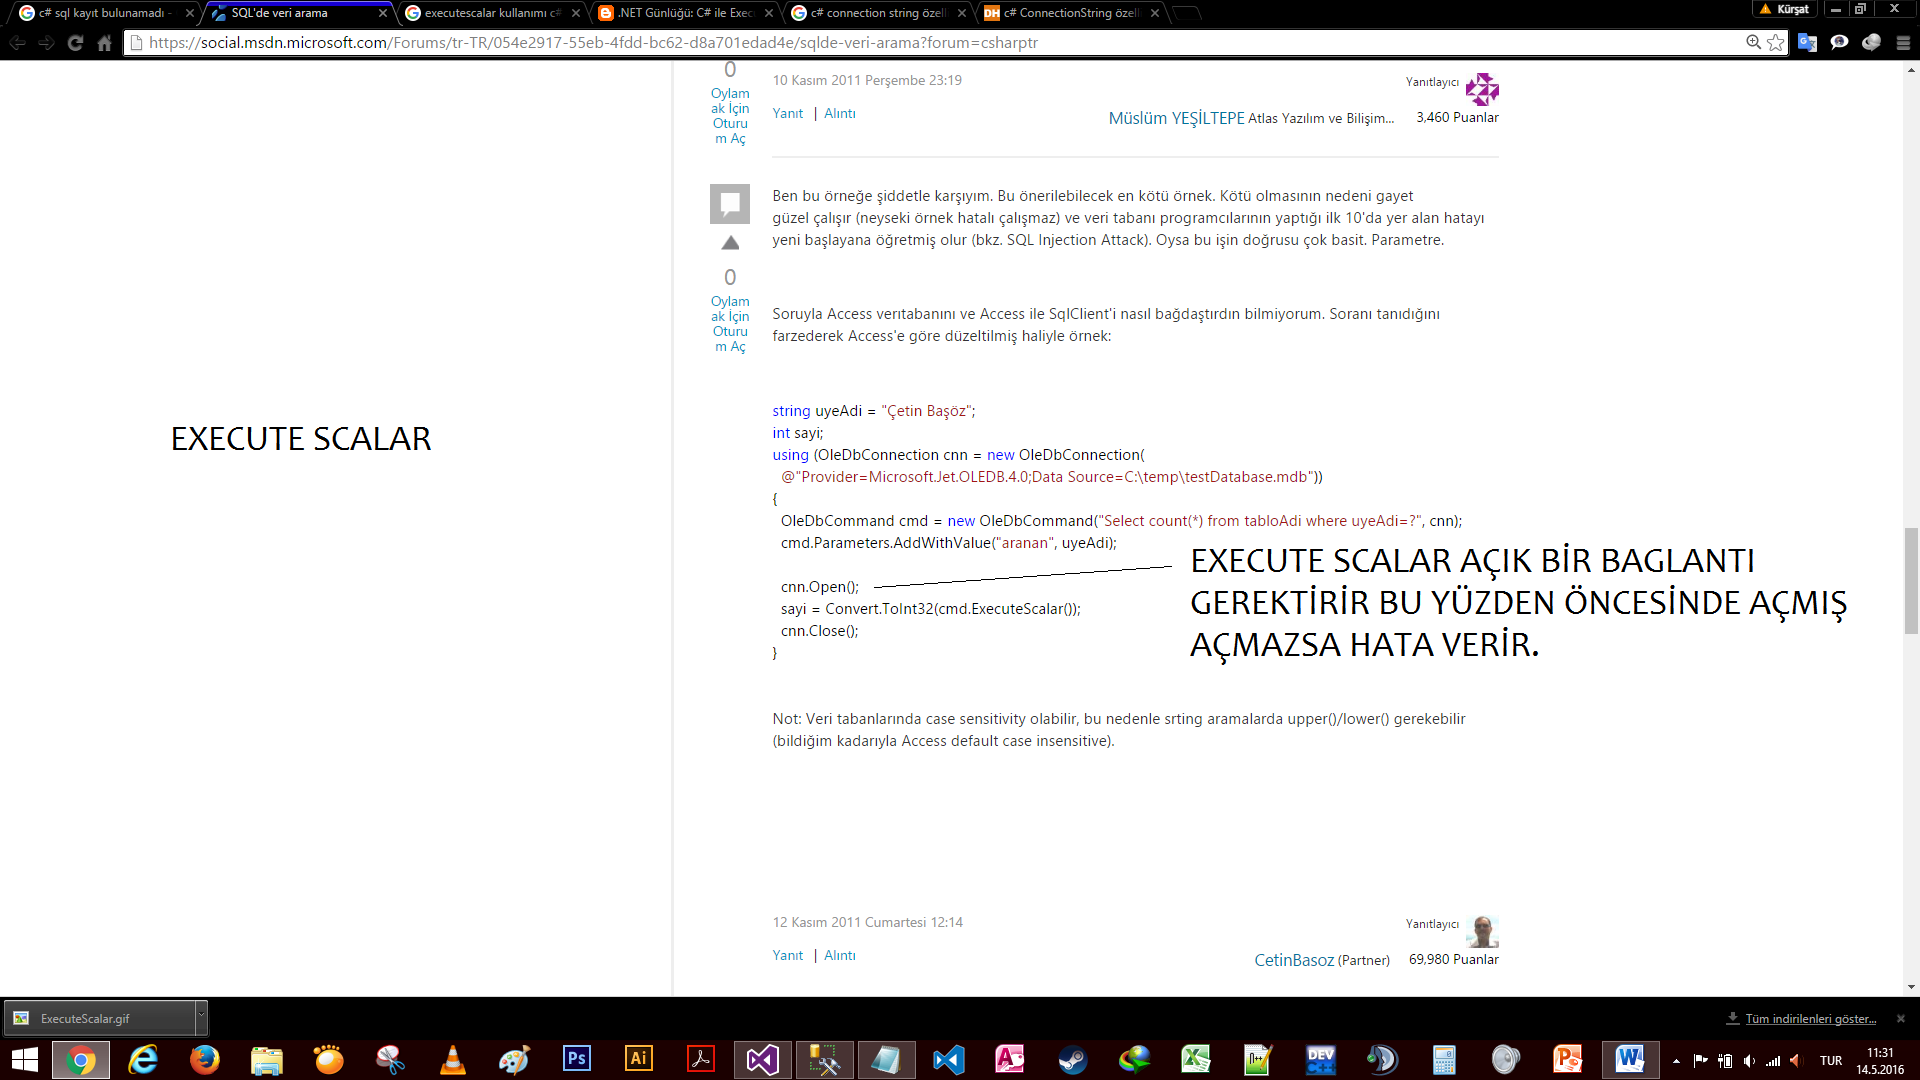 c# sql kayıt bulunamadı -
SQL'de veri arama
executescalar kullanımı c#
.NET Günlüğü: C# ile Exec
c# connection string özell
DH c# ConnectionString özell
Kürşat
https://social.msdn.microsoft.com/Forums/tr-TR/054e2917-55eb-4fdd-bc62-d8a701edad4e/sqlde-veri-arama?forum=csharptr
0
Oylam
ak İçin
Oturu
m Aç
10 Kasım 2011 Perşembe 23:19
Yanıt | Alıntı
Yanıtlayıcı
Müslüm YEŞİLTEPE Atlas Yazılım ve Bilişim... 3,460 Puanlar
0
Oylam
ak İçin
Oturu
m Aç
Ben bu örneğe şiddetle karşıyım. Bu önerilebilecek en kötü örnek. Kötü olmasının nedeni gayet
güzel çalışır (neyseki örnek hatalı çalışmaz) ve veri tabanı programcılarının yaptığı ilk 10'da yer alan hatayı
yeni başlayana öğretmiş olur (bkz. SQL Injection Attack). Oysa bu işin doğrusu çok basit. Parametre.
Soruyla Access verıtabanını ve Access ile SqlClient'i nasıl bağdaştırdın bilmiyorum. Soranı tanıdığını
farzederek Access'e göre düzeltilmiş haliyle örnek:
EXECUTE SCALAR
string uyeAdi = "Çetin Başöz";
int sayi;
using (OleDbConnection cnn = new OleDbConnection(
@"Provider=Microsoft.Jet.OLEDB.4.0;Data Source=C:\temp\testDatabase.mdb"))
{
OleDbCommand cmd = new OleDbCommand("Select count(*) from tabloAdi where uyeAdi=?", cnn);
cmd.Parameters.AddWithValue("aranan", uyeAdi);
cnn.Open();
sayi = Convert.ToInt32(cmd.ExecuteScalar());
cnn.Close();
}
EXECUTE SCALAR AÇIK BİR BAGLANTI
GEREKTİRİR BU YÜZDEN ÖNCESİNDE AÇMIŞ
AÇMAZSA HATA VERİR.
Not: Veri tabanlarında case sensitivity olabilir, bu nedenle srting aramalarda upper()/lower() gerekebilir
(bildiğim kadarıyla Access default case insensitive).
12 Kasım 2011 Cumartesi 12:14
Yanıt | Alıntı
Yanıtlayıcı
CetinBasoz (Partner) 69,980 Puanlar
ExecuteScalar.gif
Tüm indirilenleri göster...
Ps
Ai
DEV
C++
TUR
11:31
14.5.2016